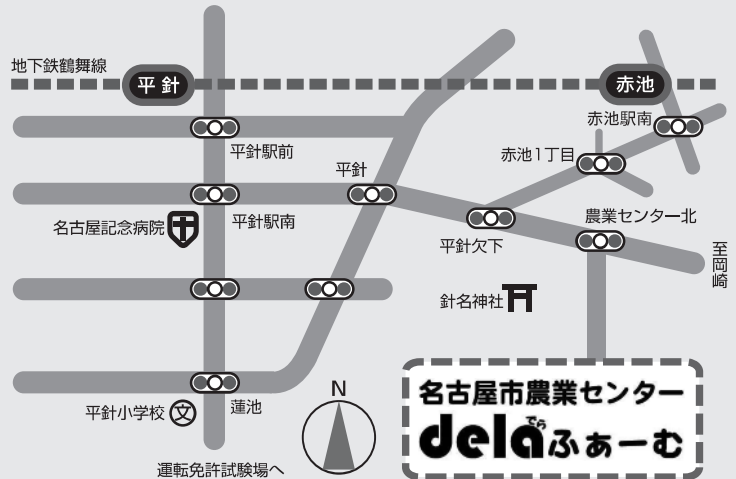 地下鉄鶴舞線
平針
赤池
赤池駅南
平針駅前
赤池1丁目
平針
名古屋記念病院
平針駅南
農業センター北
平針欠下
至岡崎
針名神社
平針小学校
文
蓮池
N
運転免許試験場へ
名古屋市農業センター
delaふぁーむ
でら